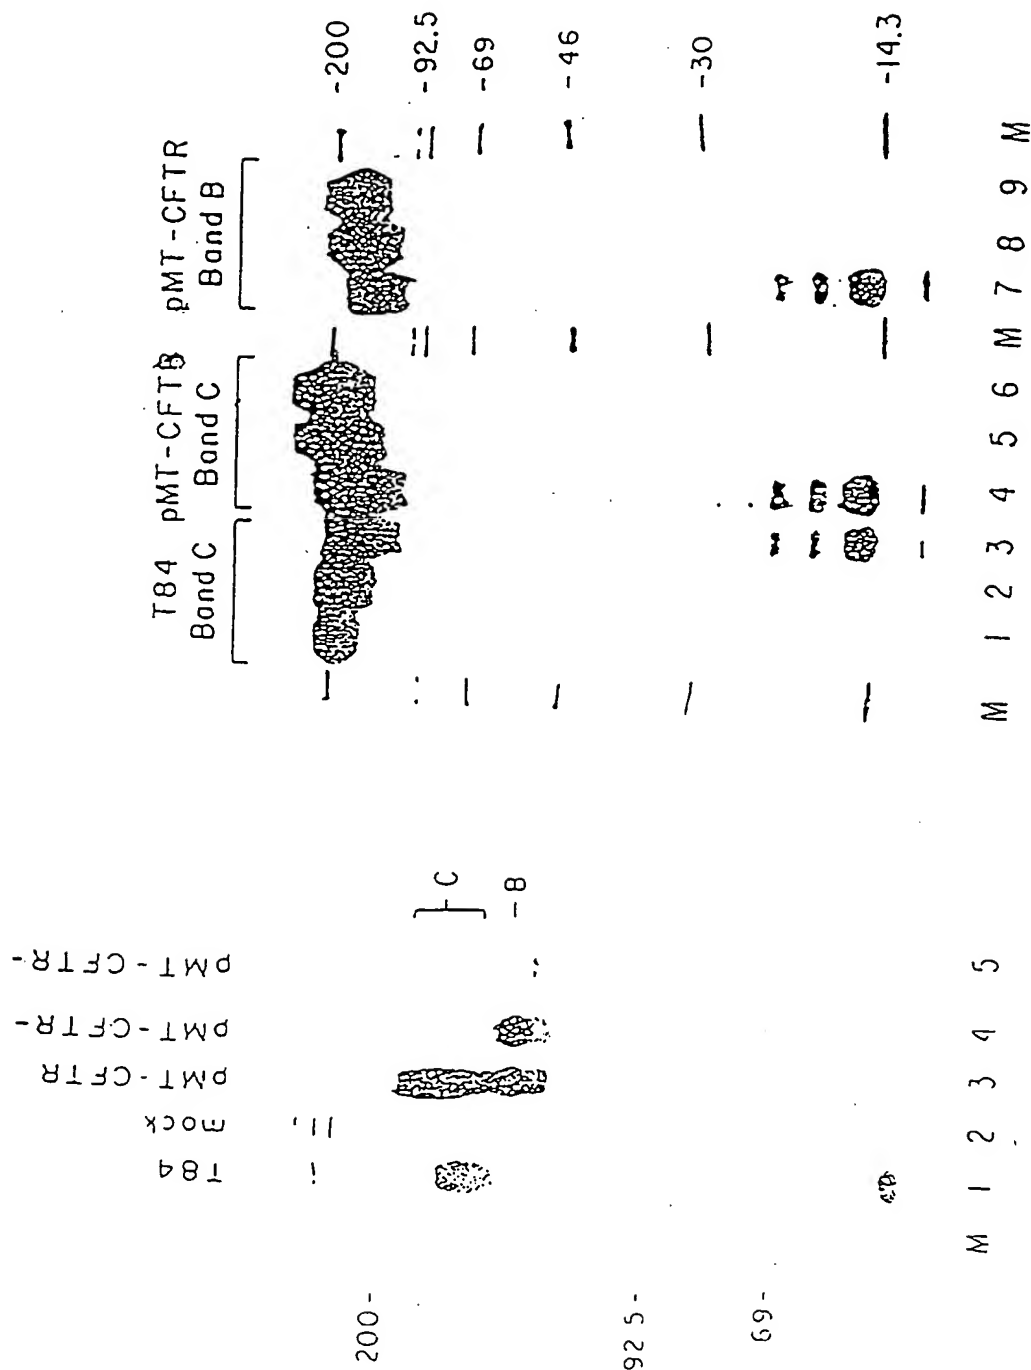 T84
Band C
pMT-CFTR
Band C
pMT-CFTR
Band B
-200
-92.5
-69
-46
-30
-14.3
M 1 2 3 4 5 6 M 7 8 9 M
T84
mock
pMT-CFTR
pMT-CFTR-
pMT-CFTR-
C
-B
200-
92 5-
69-
M 1 2 3 4 5